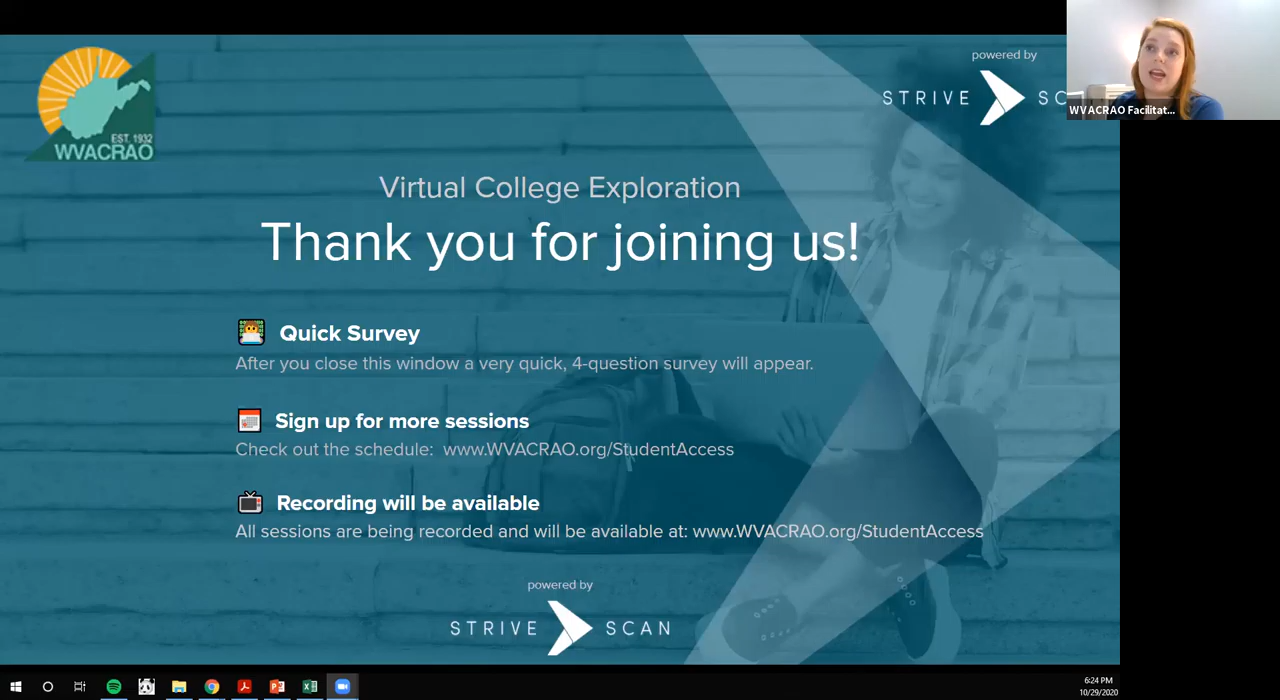 powered by
STRIVE SC
WVACRAO Facilitat...
EST. 1932
WVACRAO
Virtual College Exploration
Thank you for joining us!
Quick Survey
After you close this window a very quick, 4-question survey will appear.
Sign up for more sessions
Check out the schedule: www.WVACRAO.org/StudentAccess
Recording will be available
All sessions are being recorded and will be available at: www.WVACRAO.org/StudentAccess
powered by
STRIVE SCAN
6:24 PM
10/29/2020